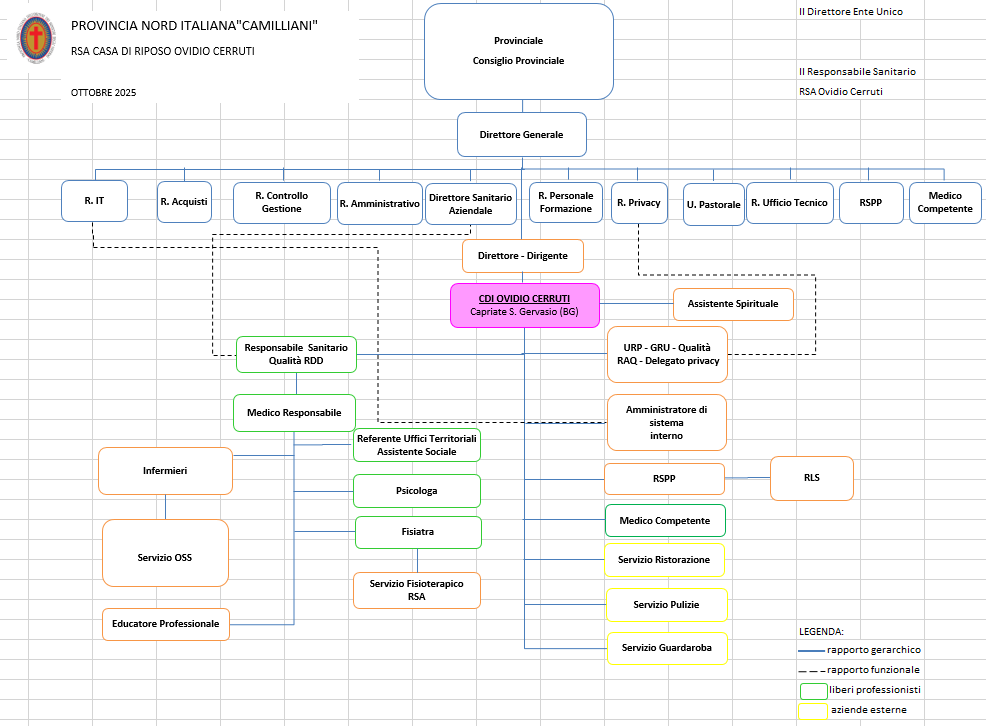 PROVINCIA NORD ITALIANA"CAMILLIANI"
RSA CASA DI RIPOSO OVIDIO CERRUTI
OTTOBRE 2025
Il Direttore Ente Unico
Il Responsabile Sanitario
RSA Ovidio Cerruti
Provinciale
Consiglio Provinciale
Direttore Generale
R. IT
R. Acquisti
R. Controllo
Gestione
R. Amministrativo
Direttore Sanitario
Aziendale
R. Personale
Formazione
R. Privacy
U. Pastorale
R. Ufficio Tecnico
RSPP
Medico
Competente
Direttore - Dirigente
CDI OVIDIO CERRUTI
Capriate S. Gervasio (BG)
Assistente Spirituale
Responsabile Sanitario
Qualità RDD
URP - GRU - Qualità
RAQ - Delegato privacy
Medico Responsabile
Amministratore di
sistema
interno
Referente Uffici Territoriali
Assistente Sociale
Infermieri
Psicologa
RSPP
RLS
Fisiatra
Medico Competente
Servizio OSS
Servizio Ristorazione
Servizio Fisioterapico
RSA
Servizio Pulizie
Educatore Professionale
Servizio Guardaroba
LEGENDA:
rapporto gerarchico
rapporto funzionale
liberi professionisti
aziende esterne